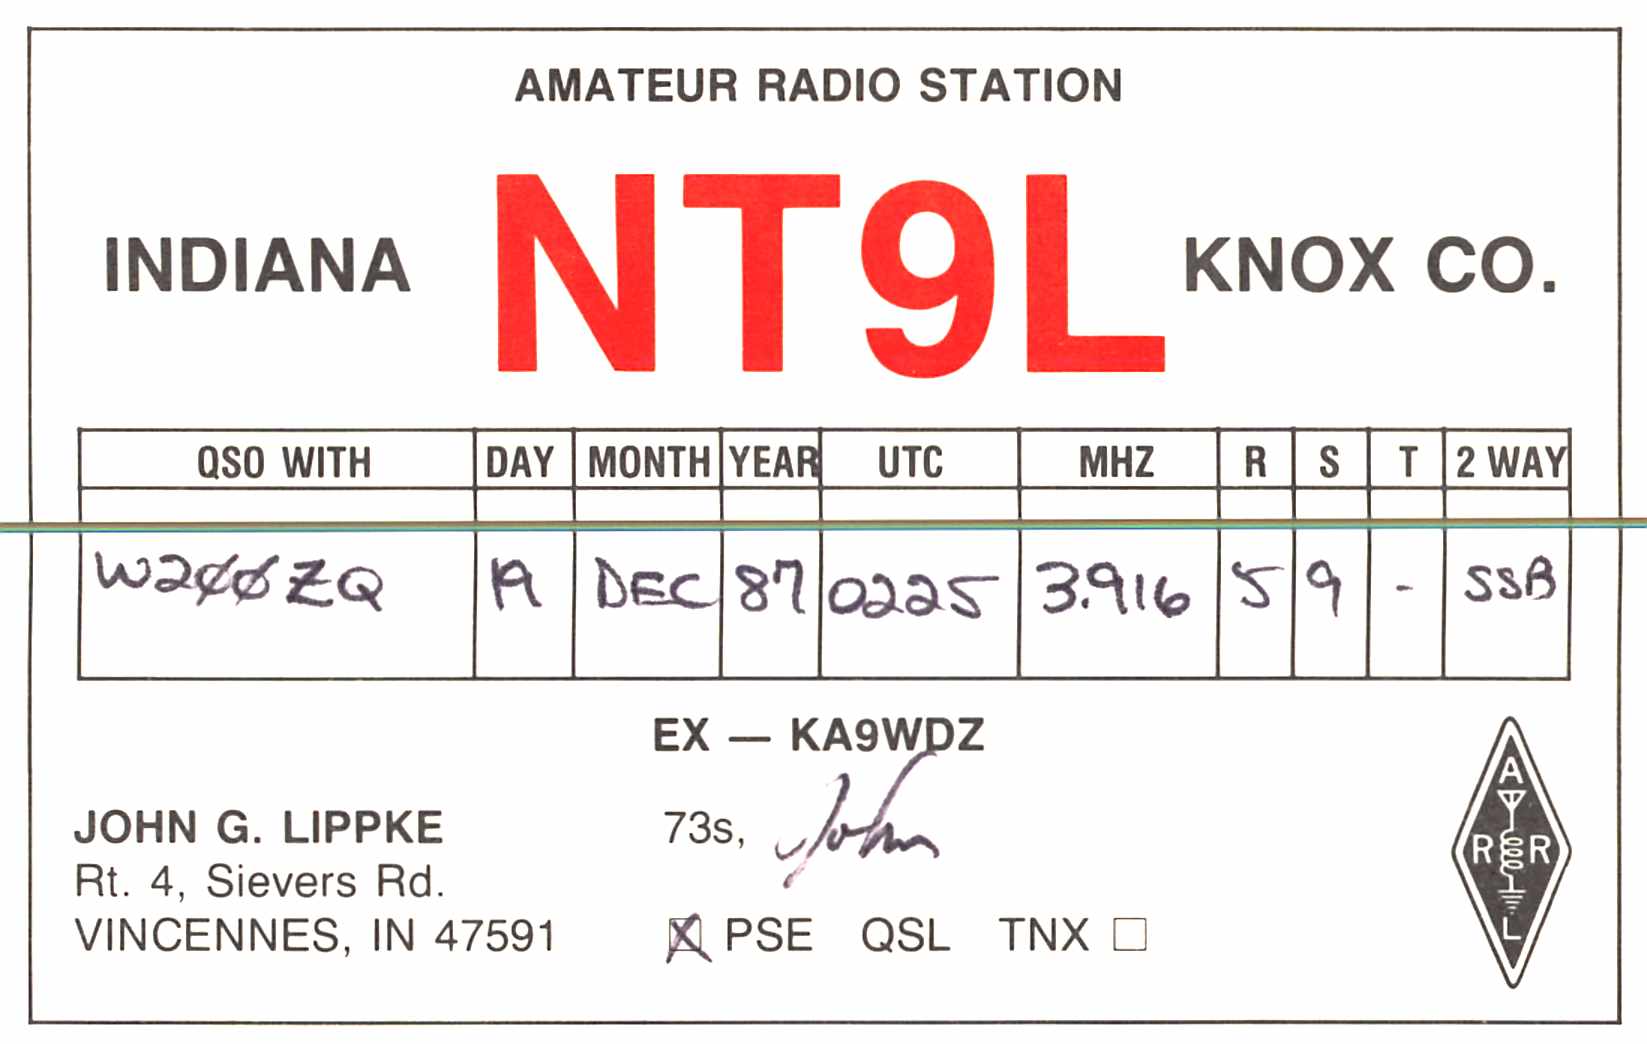 AMATEUR RADIO STATION
INDIANA NT9L KNOX CO.
QSO WITH DAY MONTH YEAR UTC MHZ R S T 2 WAY
W200ZQ 19 DEC 87 0225 3.916 5 9 - SSB
EX — KA9WDZ
JOHN G. LIPPKE 73s, John
Rt. 4, Sievers Rd.
VINCENNES, IN 47591 PSE QSL TNX
A
R R
L